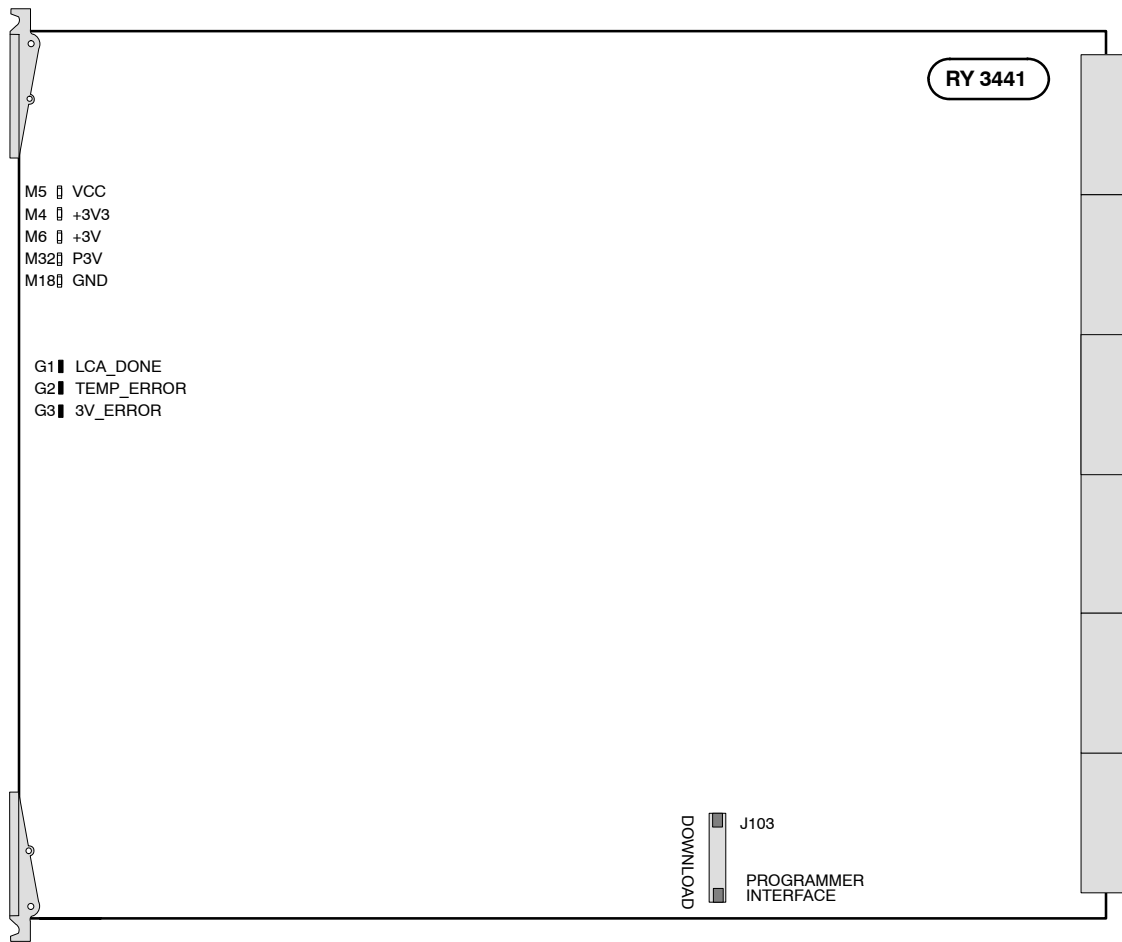 RY 3441
M5 VCC
M4 +3V3
M6 +3V
M32 P3V
M18 GND
G1 LCA_DONE
G2 TEMP_ERROR
G3 3V_ERROR
DOWNLOAD
J103
PROGRAMMER
INTERFACE